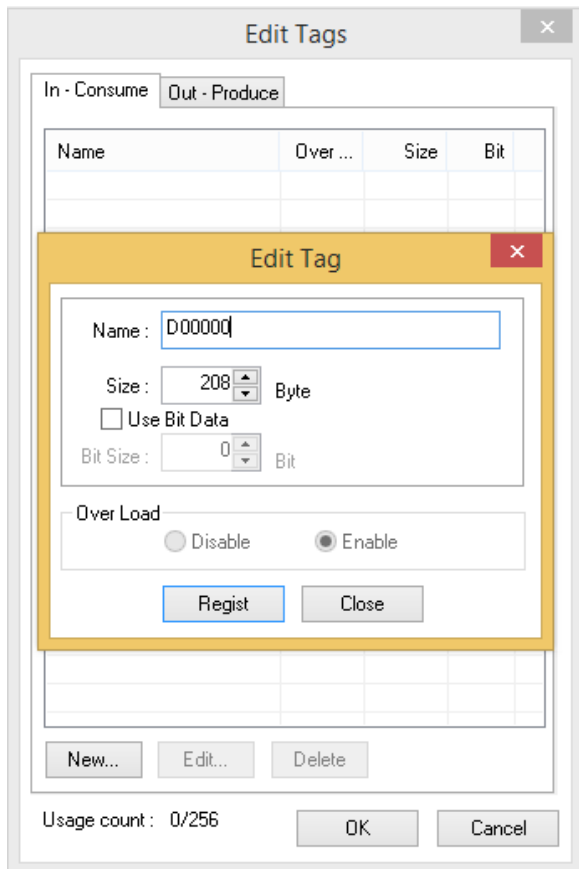 Edit Tags
In - Consume Out - Produce
Name Over ... Size Bit
Edit Tag
Name : D00000
Size : 208 Byte
Use Bit Data
Bit Size : 0 Bit
Over Load
Disable Enable
Regist Close
New... Edit... Delete
Usage count : 0/256 OK Cancel